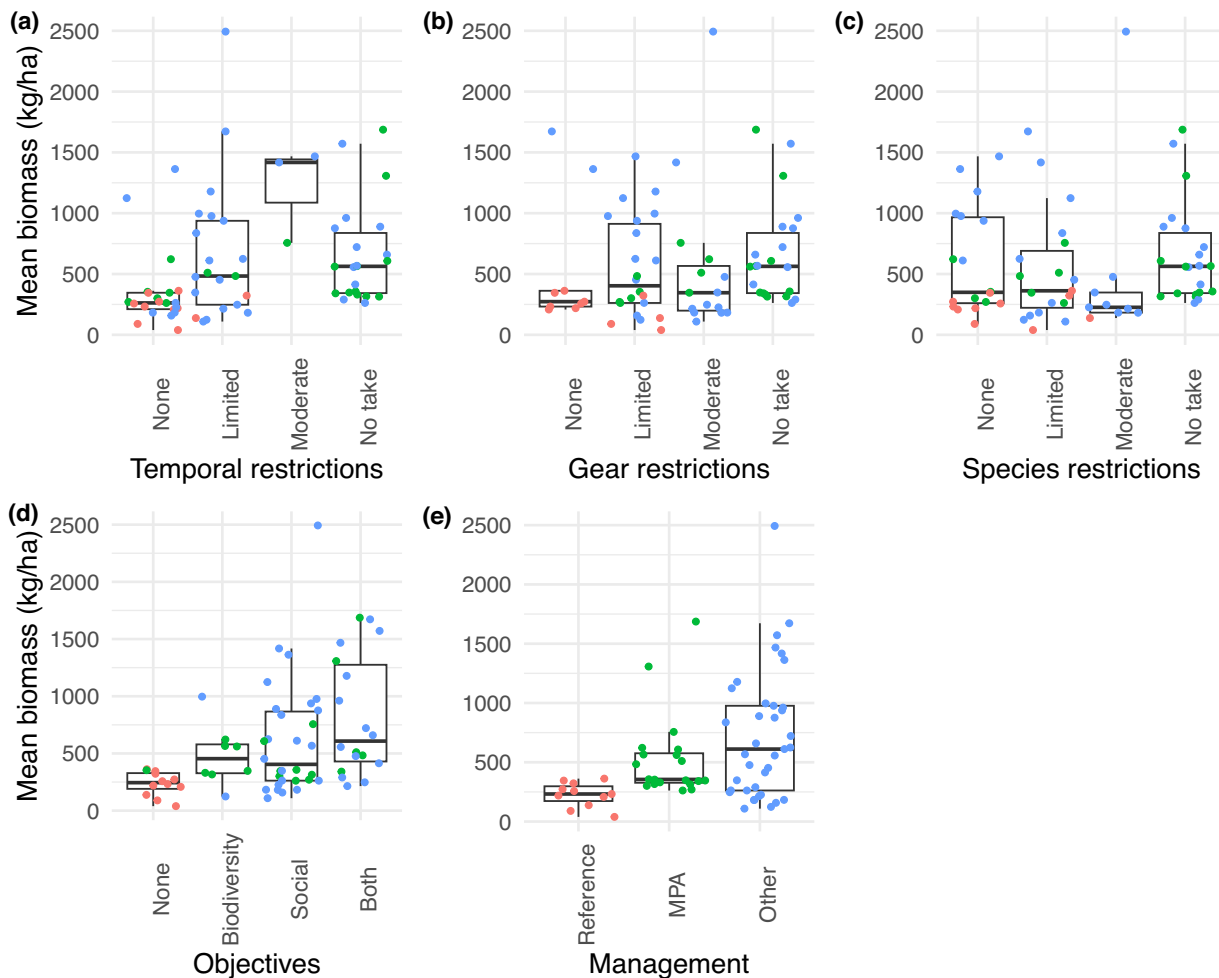 (a)
(b)
(c)
Mean biomass (kg/ha)
2500
2000
1500
1000
500
0
None
Limited
Moderate
No take
Temporal restrictions
2500
2000
1500
1000
500
0
None
Limited
Moderate
No take
Gear restrictions
2500
2000
1500
1000
500
0
None
Limited
Moderate
No take
Species restrictions
(d)
Mean biomass (kg/ha)
2500
2000
1500
1000
500
0
None
Biodiversity
Social
Both
Objectives
(e)
2500
2000
1500
1000
500
0
Reference
MPA
Other
Management